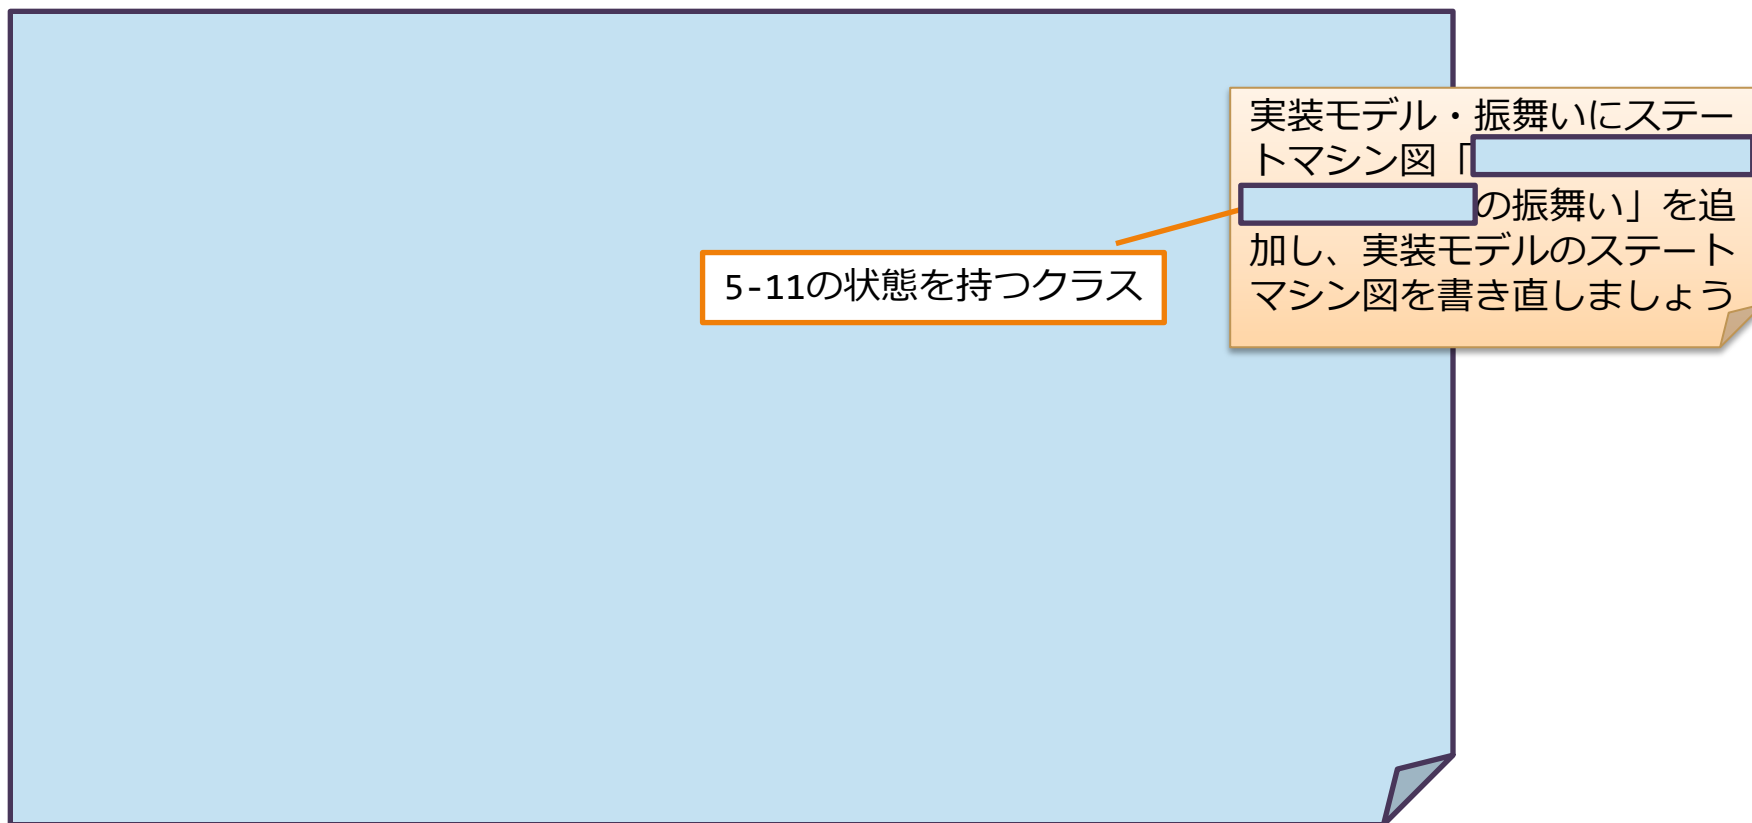 実装モデル・振舞いにステー
トマシン図「
の振舞い」を追
加し、実装モデルのステート
マシン図を書き直しましょう
5-11の状態を持つクラス